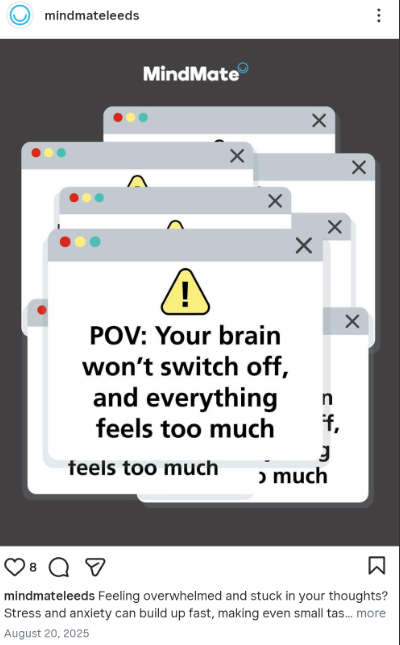 mindmateleeds
MindMate
POV: Your brain
won't switch off,
and everything
feels too much
n
ff,
g
feels too much
o much
8
mindmateleeds Feeling overwhelmed and stuck in your thoughts?
Stress and anxiety can build up fast, making even small tas... more
August 20, 2025